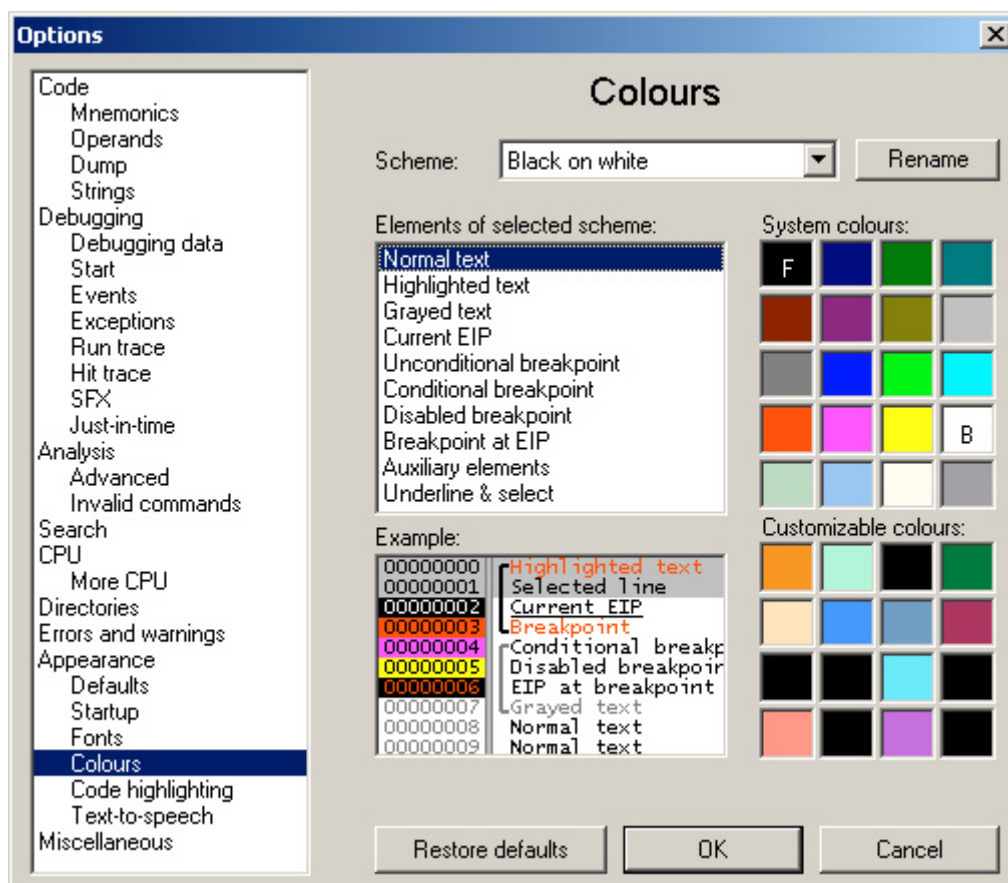 Options
Code
Mnemonics
Operands
Dump
Strings
Debugging
Debugging data
Start
Events
Exceptions
Run trace
Hit trace
SFX
Just-in-time
Analysis
Advanced
Invalid commands
Search
CPU
More CPU
Directories
Errors and warnings
Appearance
Defaults
Startup
Fonts
Colours
Code highlighting
Text-to-speech
Miscellaneous
Colours
Scheme: Black on white Rename
Elements of selected scheme:
Normal text
Highlighted text
Grayed text
Current EIP
Unconditional breakpoint
Conditional breakpoint
Disabled breakpoint
Breakpoint at EIP
Auxiliary elements
Underline & select
System colours:
F
B
Example:
00000000 Highlighted text
00000001 Selected line
00000002 Current EIP
00000003 Breakpoint
00000004 Conditional breakp
00000005 Disabled breakpoin
00000006 EIP at breakpoint
00000007 Grayed text
00000008 Normal text
00000009 Normal text
Customizable colours:
Restore defaults OK Cancel